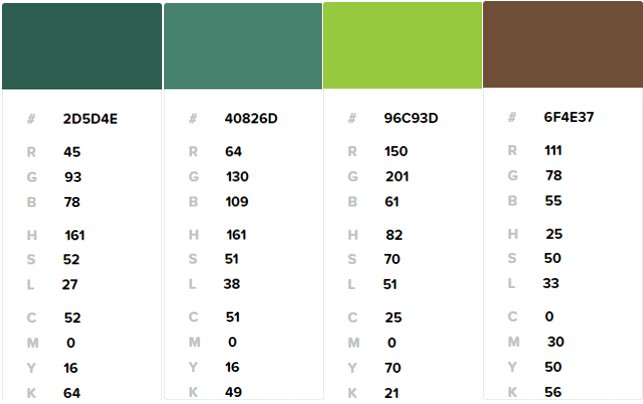 # 2D5D4E # 40826D # 96C93D # 6F4E37
R 45 R 64 R 150 R 111
G 93 G 130 G 201 G 78
B 78 B 109 B 61 B 55
H 161 H 161 H 82 H 25
S 52 S 51 S 70 S 50
L 27 L 38 L 51 L 33
C 52 C 51 C 25 C 0
M 0 M 0 M 0 M 30
Y 16 Y 16 Y 70 Y 50
K 64 K 49 K 21 K 56